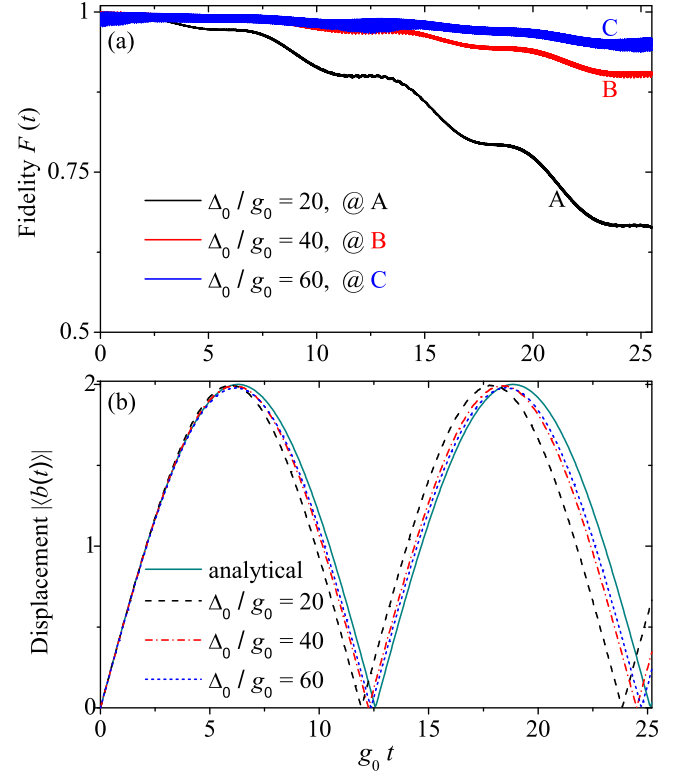 1
(a)
C
B
0.75
Fidelity F (t)
Δ₀ / g₀ = 20, @ A
A
Δ₀ / g₀ = 40, @ B
Δ₀ / g₀ = 60, @ C
0.5
0 5 10 15 20 25
2
(b)
Displacement |⟨b(t)⟩|
1
analytical
Δ₀ / g₀ = 20
Δ₀ / g₀ = 40
Δ₀ / g₀ = 60
0
0 5 10 15 20 25
g₀ t